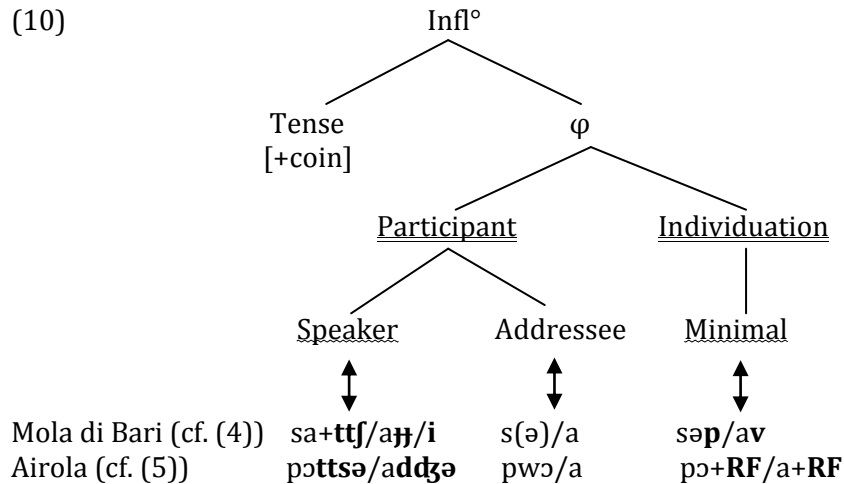 (10) Infl°
Tense φ
[+coin]
Participant Individuation
Speaker Addressee Minimal
Mola di Bari (cf. (4)) sa+ttʃ/aɟɟ/i s(ə)/a səp/av
Airola (cf. (5)) pɔttsə/addʒə pwɔ/a pɔ+RF/a+RF